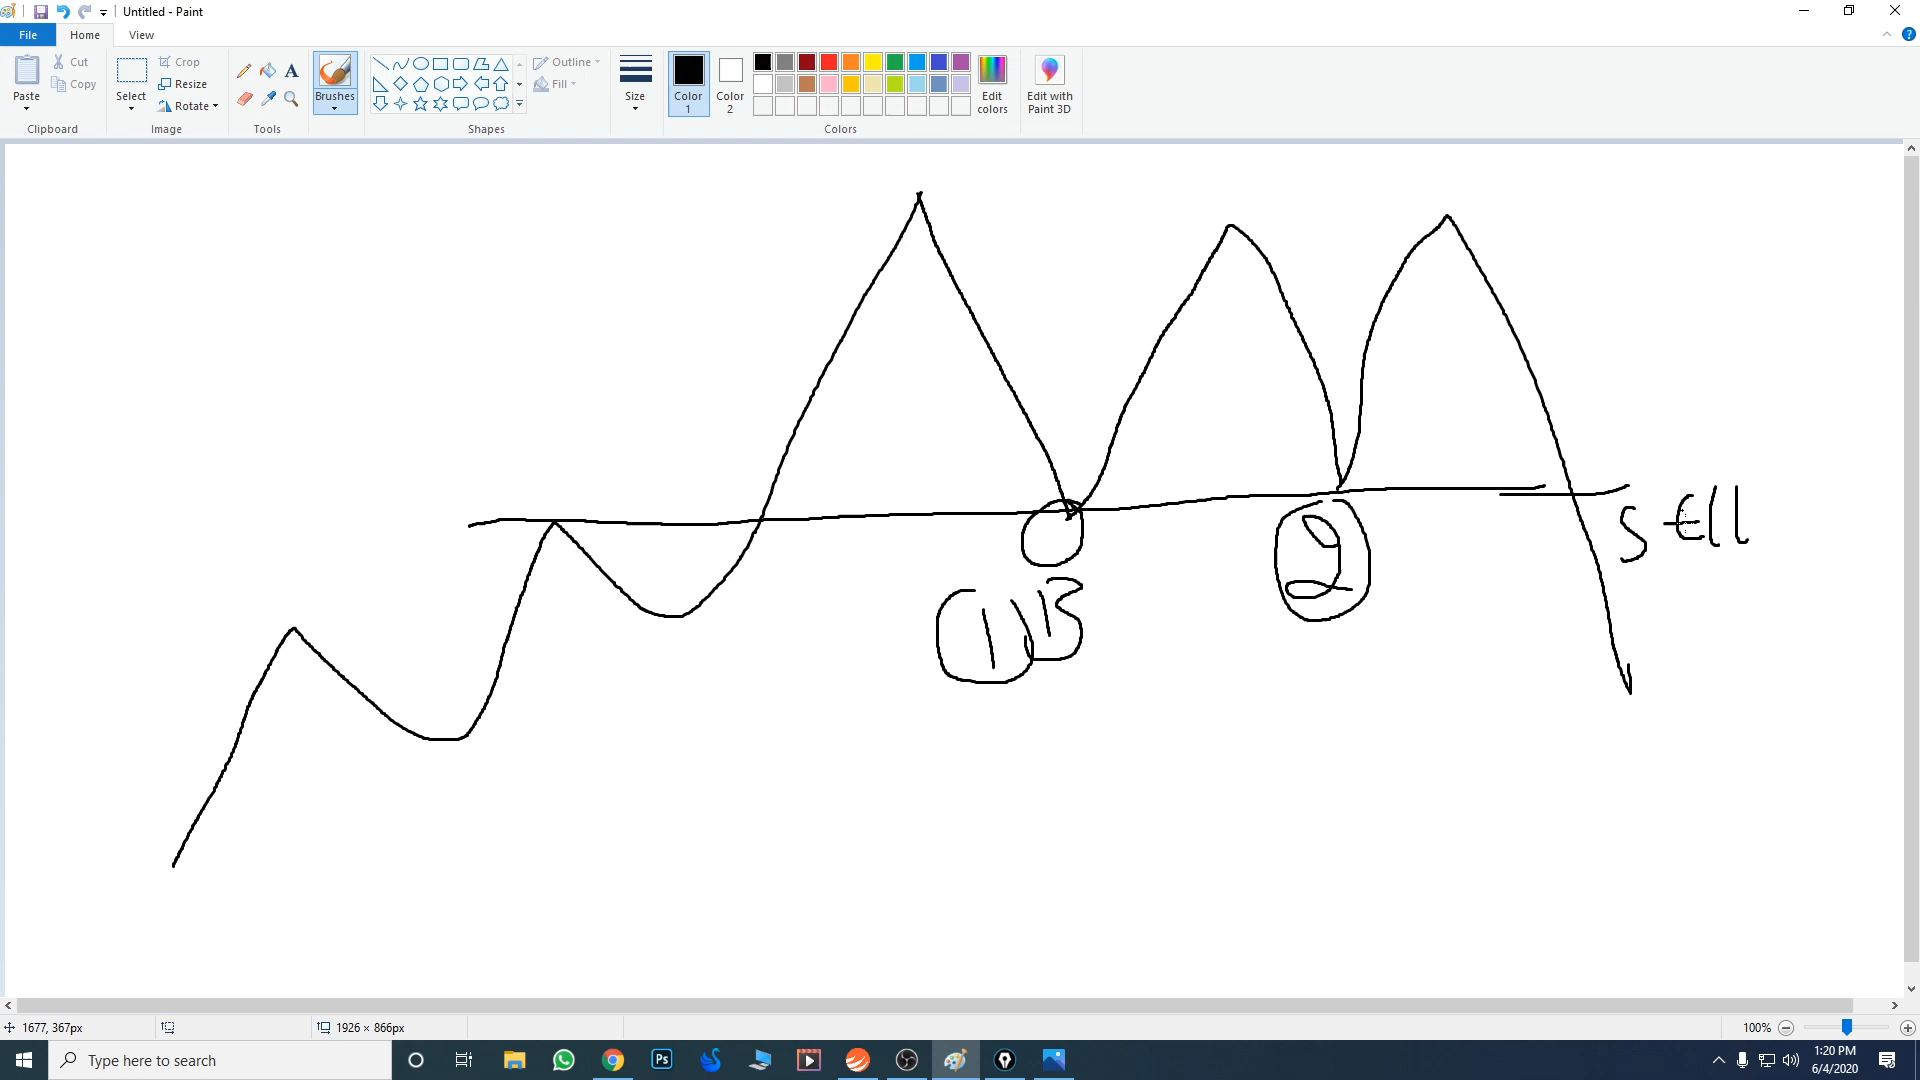 Untitled - Paint
File Home View
Paste
Cut
Copy
Clipboard
Select
Crop
Resize
Rotate
Image
Tools
Brushes
Shapes
Outline
Fill
Size
Color 1
Color 2
Colors
Edit colors
Edit with Paint 3D
1 B
2
Sell
1677, 367px
1926 × 866px
100%
Type here to search
Ps
1:20 PM
6/4/2020